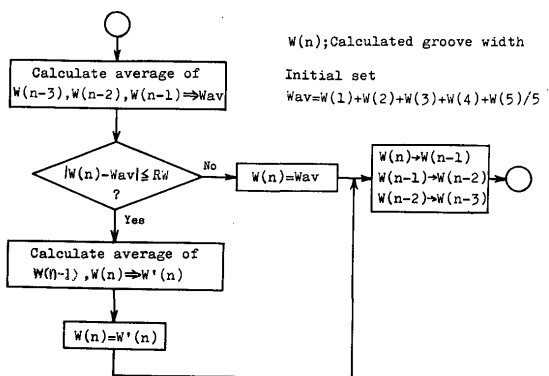 W(n);Calculated groove width
Initial set
Wav=W(1)+W(2)+W(3)+W(4)+W(5)/5
Calculate average of
W(n-3),W(n-2),W(n-1)⇒Wav
|W(n)-Wav|≦RW
?
No
Yes
W(n)=Wav
W(n)→W(n-1)
W(n-1)→W(n-2)
W(n-2)→W(n-3)
Calculate average of
W(n-1),W(n)⇒W'(n)
W(n)=W'(n)